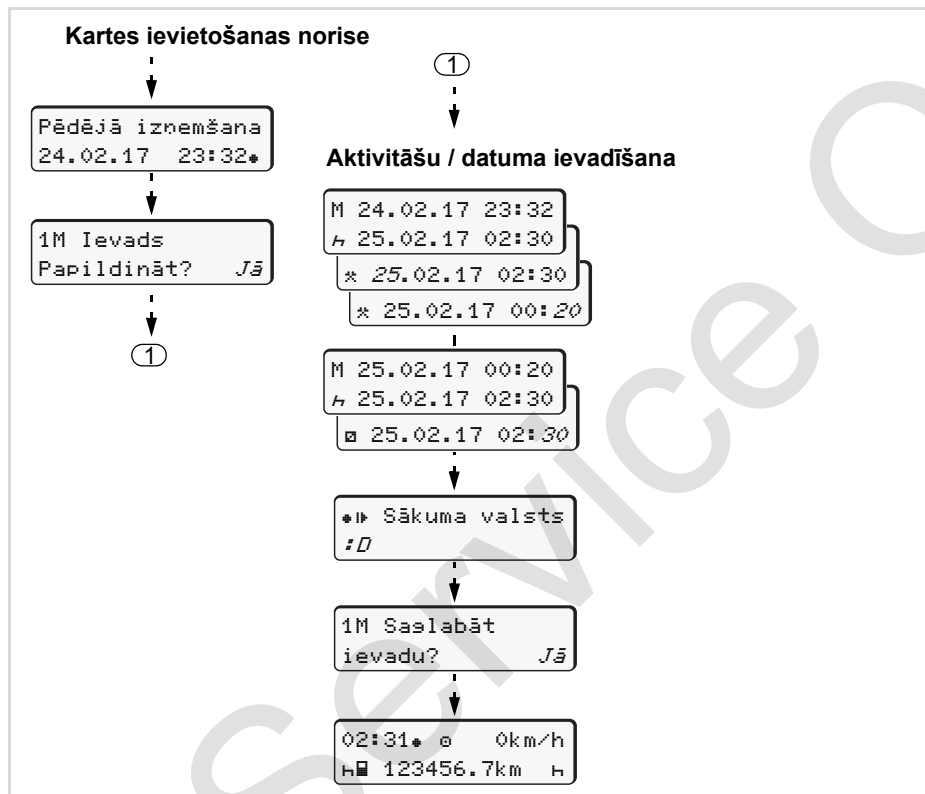 Kartes ievietošanas norise
Pēdējā izņemšana
24.02.17 23:32
1M Ievads
Papildināt? Jā
1
1
Aktivitāšu / datuma ievadīšana
M 24.02.17 23:32
25.02.17 02:30
25.02.17 02:30
25.02.17 00:20
M 25.02.17 00:20
25.02.17 02:30
25.02.17 02:30
Sākuma valsts
:D
1M Saglabāt
ievadu? Jā
02:31 0km/h
123456.7km
Service